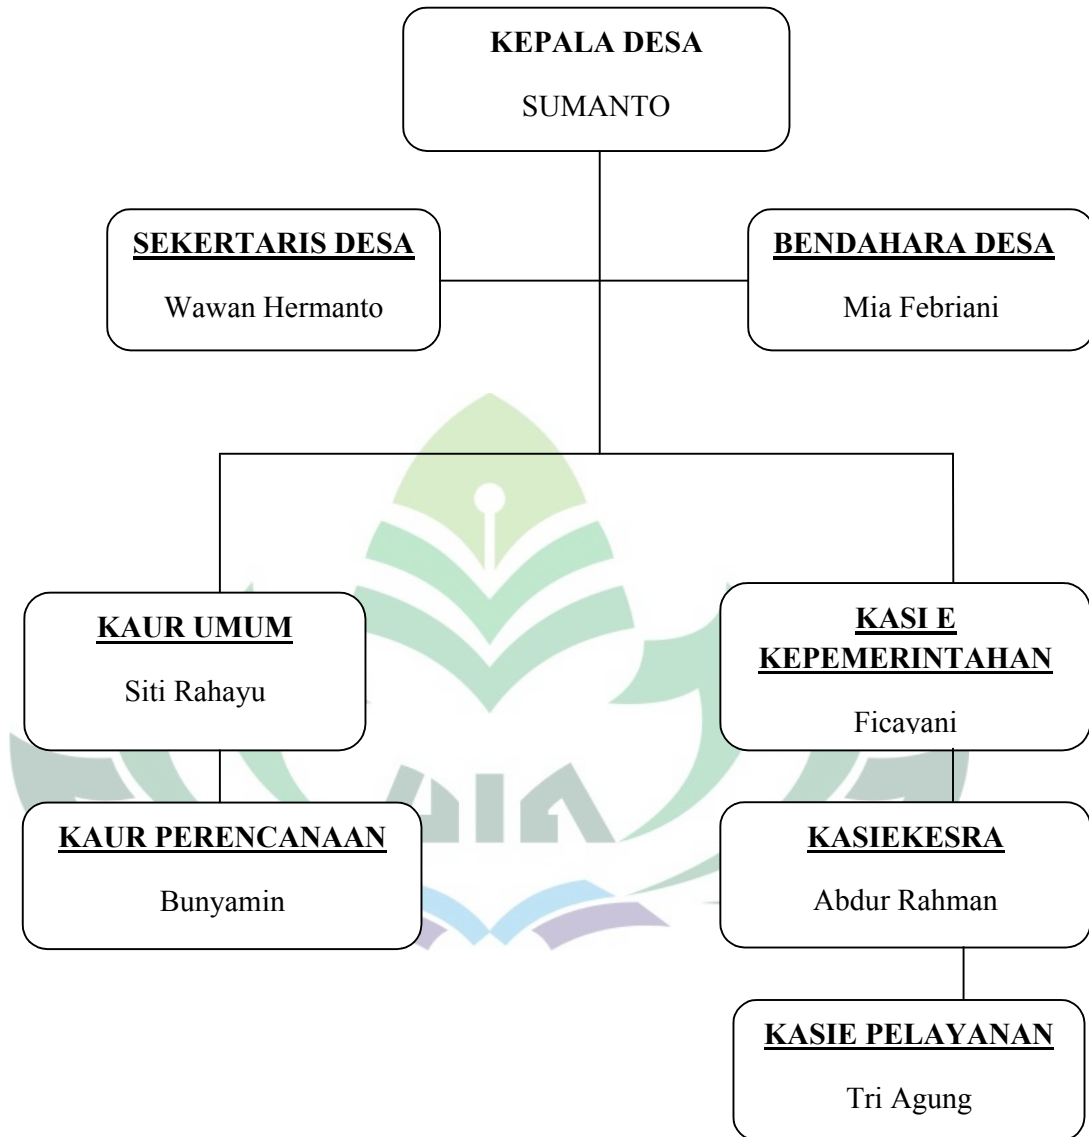 KEPALA DESA
SUMANTO
SEKERTARIS DESA
Wawan Hermanto
BENDAHARA DESA
Mia Febriani
KAUR UMUM
Siti Rahayu
KASI E
KEPEMERINTAHAN
Ficayani
KAUR PERENCANAAN
Bunyamin
KASIEKESRA
Abdur Rahman
KASIE PELAYANAN
Tri Agung